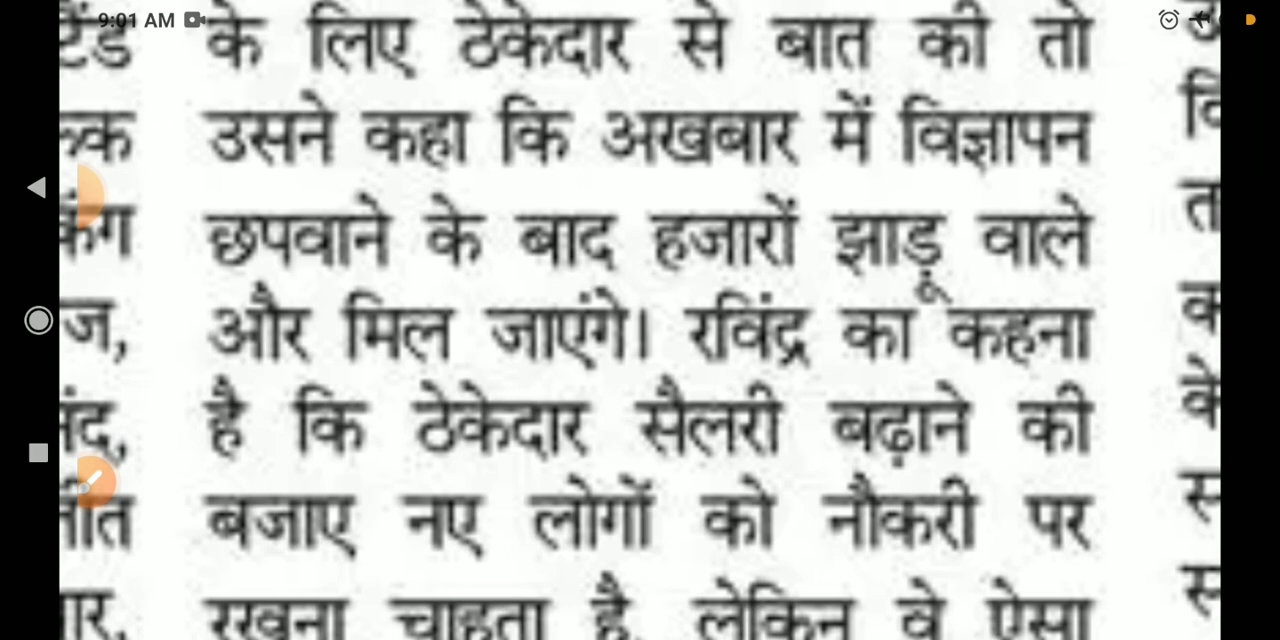 9:01 AM
के लिए ठेकेदार से बात की तो
उसने कहा कि अखबार में विज्ञापन
छपवाने के बाद हजारों झाड़ू वाले
और मिल जाएंगे। रविंद्र का कहना
है कि ठेकेदार सैलरी बढ़ाने की
बजाए नए लोगों को नौकरी पर
रखना चाहता है, लेकिन वे ऐसा